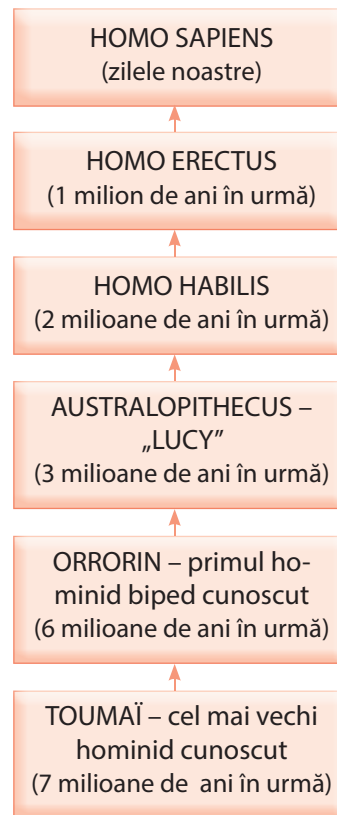 HOMO SAPIENS
(zilele noastre)
HOMO ERECTUS
(1 milion de ani în urmă)
HOMO HABILIS
(2 milioane de ani în urmă)
AUSTRALOPITHECUS –
„LUCY”
(3 milioane de ani în urmă)
ORRORIN – primul ho-
minid biped cunoscut
(6 milioane de ani în urmă)
TOUMAÏ – cel mai vechi
hominid cunoscut
(7 milioane de ani în urmă)